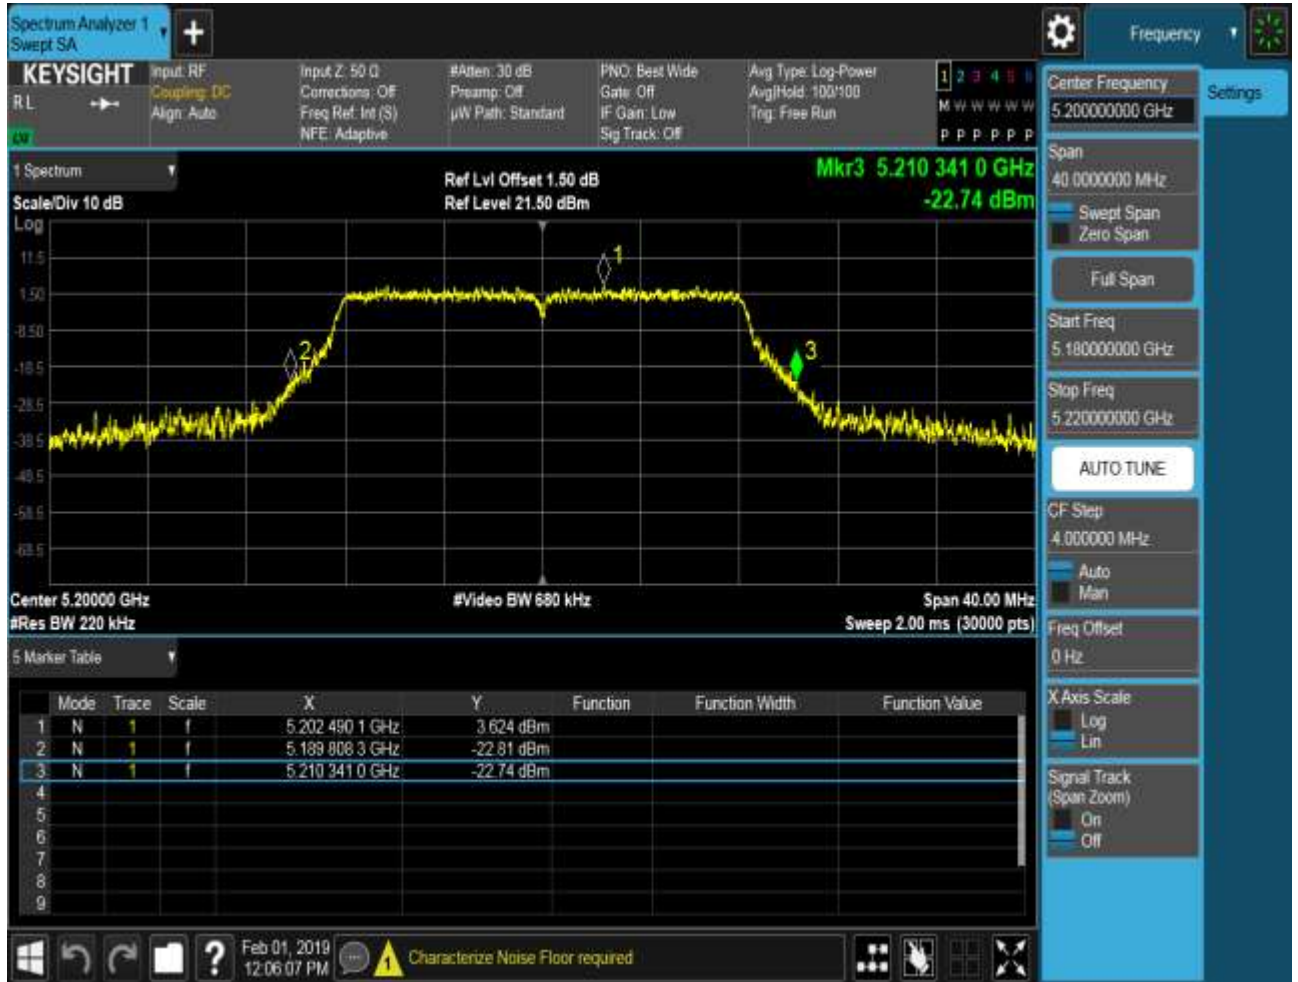 Spectrum Analyzer 1
Swept SA
+
Frequency
KEYSIGHT
RL
Input: RF
Coupling: DC
Align: Auto
Input Z: 50 Ω
Corrections: Off
Freq Ref: Int (S)
NFE: Adaptive
#Atten: 30 dB
Preamp: Off
µW Path: Standard
PNO: Best Wide
Gate: Off
IF Gain: Low
Sig Track: Off
Avg Type: Log-Power
Avg|Hold: 100/100
Trig: Free Run
1 2 3 4 5 6
M W W W W W
P P P P P P
1 Spectrum
Scale/Div 10 dB
Ref Lvl Offset 1.50 dB
Ref Level 21.50 dBm
Mkr3 5.210 341 0 GHz
-22.74 dBm
Log
11.5
1.50
-8.50
-18.5
-28.5
-38.5
-48.5
-58.5
-68.5
1
2
3
Center 5.20000 GHz
#Res BW 220 kHz
#Video BW 680 kHz
Span 40.00 MHz
Sweep 2.00 ms (30000 pts)
5 Marker Table
Mode Trace Scale X Y Function Function Width Function Value
1 N 1 f 5.202 490 1 GHz 3.624 dBm
2 N 1 f 5.189 808 3 GHz -22.81 dBm
3 N 1 f 5.210 341 0 GHz -22.74 dBm
4
5
6
7
8
9
Feb 01, 2019
12:06:07 PM
?
1
Characterize Noise Floor required
Center Frequency
5.200000000 GHz
Settings
Span
40.0000000 MHz
Swept Span
Zero Span
Full Span
Start Freq
5.180000000 GHz
Stop Freq
5.220000000 GHz
AUTO TUNE
CF Step
4.000000 MHz
Auto
Man
Freq Offset
0 Hz
X Axis Scale
Log
Lin
Signal Track
(Span Zoom)
On
Off